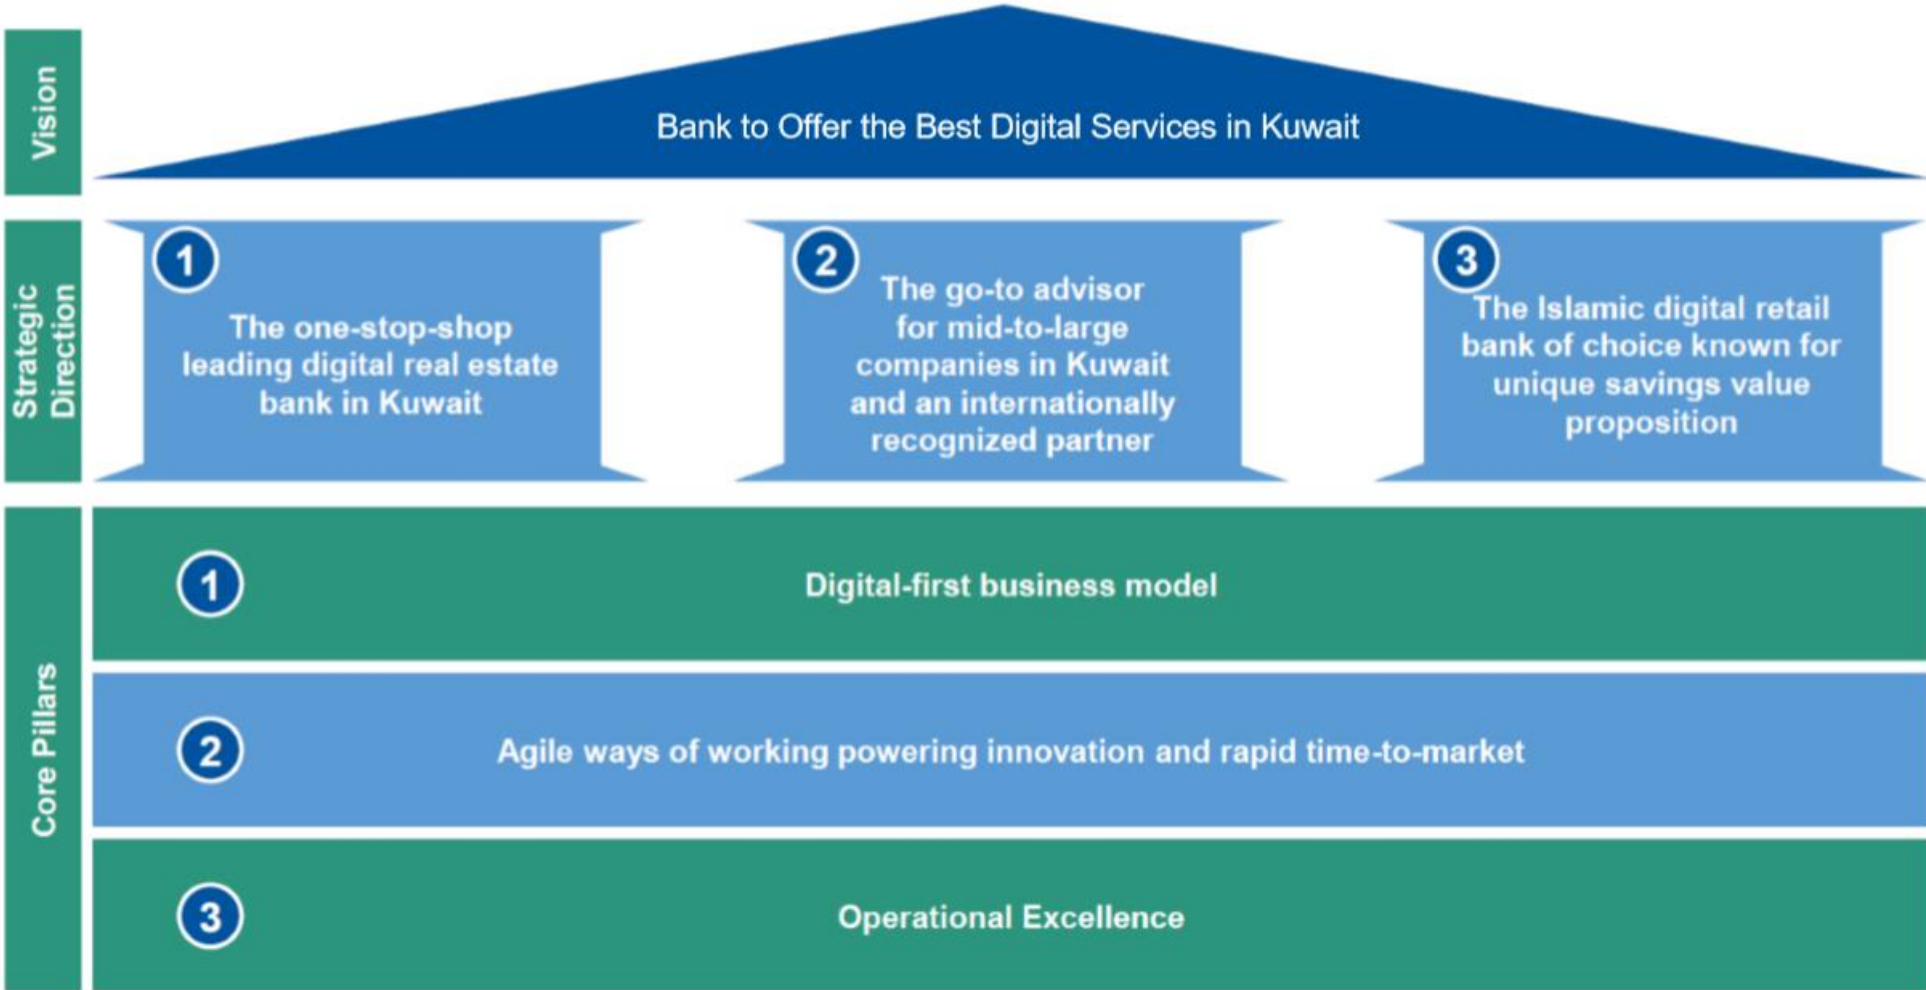 Vision
Bank to Offer the Best Digital Services in Kuwait
Strategic
Direction
1
The one-stop-shop
leading digital real estate
bank in Kuwait
2
The go-to advisor
for mid-to-large
companies in Kuwait
and an internationally
recognized partner
3
The Islamic digital retail
bank of choice known for
unique savings value
proposition
Core Pillars
1
Digital-first business model
2
Agile ways of working powering innovation and rapid time-to-market
3
Operational Excellence